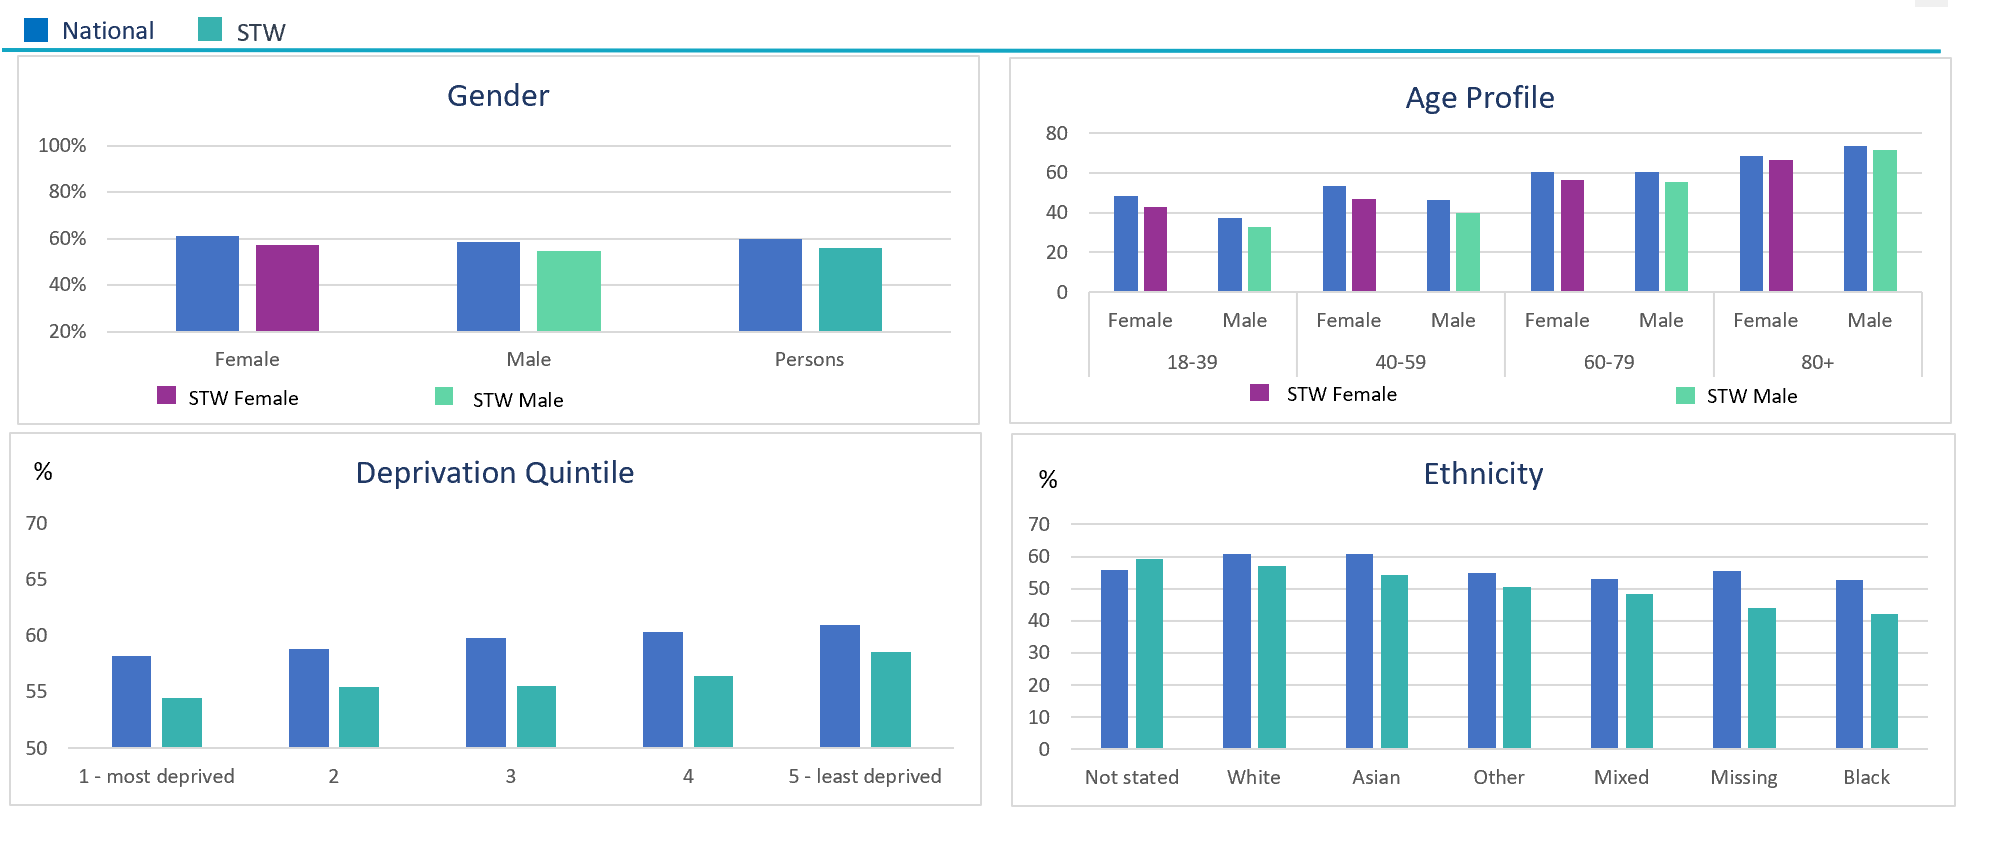 National STW
Gender
100%
80%
60%
40%
20%
Female Male Persons
STW Female STW Male
Age Profile
80
60
40
20
0
Female Male Female Male Female Male Female Male
18-39 40-59 60-79 80+
STW Female STW Male
% Deprivation Quintile
70
65
60
55
50
1 - most deprived 2 3 4 5 - least deprived
% Ethnicity
70
60
50
40
30
20
10
0
Not stated White Asian Other Mixed Missing Black